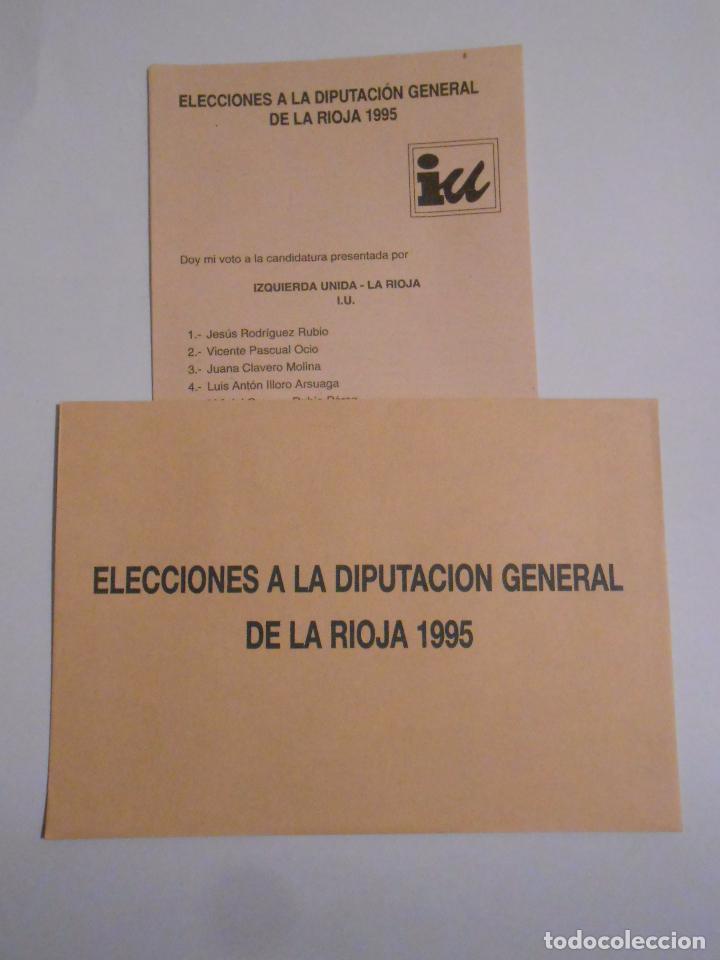 ELECCIONES A LA DIPUTACIÓN GENERAL
DE LA RIOJA 1995
iu
Doy mi voto a la candidatura presentada por
IZQUIERDA UNIDA - LA RIOJA
I.U.
1.- Jesús Rodríguez Rubio
2.- Vicente Pascual Ocio
3.- Juana Clavero Molina
4.- Luis Antón Illoro Arsuaga
ELECCIONES A LA DIPUTACION GENERAL
DE LA RIOJA 1995
todocoleccion